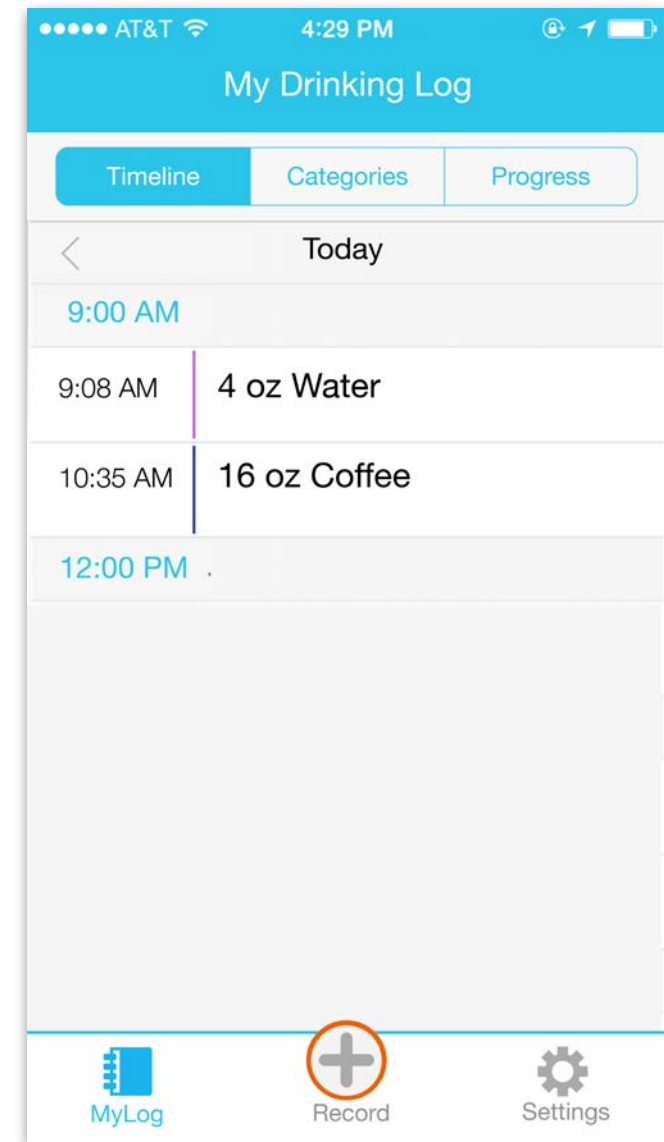 AT&T 4:29 PM
My Drinking Log
Timeline Categories Progress
Today
9:00 AM
9:08 AM 4 oz Water
10:35 AM 16 oz Coffee
12:00 PM .
MyLog Record Settings